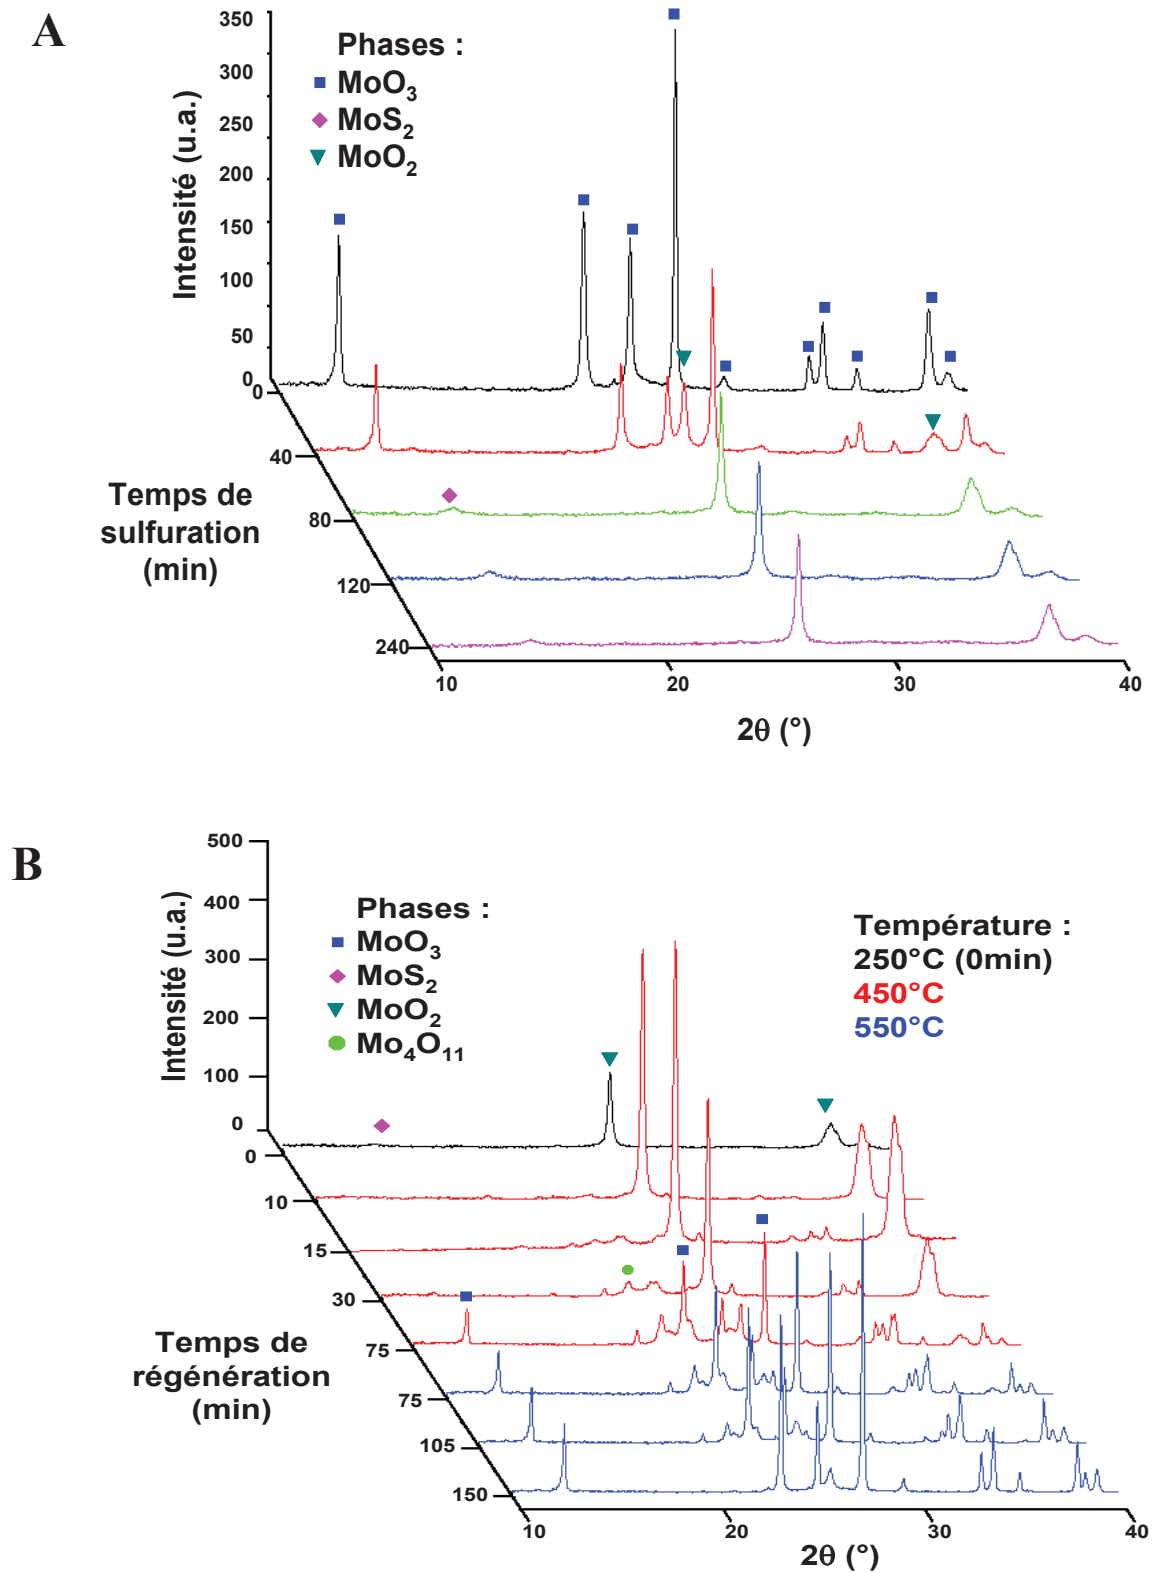 A
Phases :
MoO3
MoS2
MoO2
Intensité (u.a.)
350
300
250
200
150
100
50
0
0
40
80
120
240
Temps de
sulfuration
(min)
10
20
30
40
2θ (°)
B
Phases :
MoO3
MoS2
MoO2
Mo4O11
Température :
250°C (0min)
450°C
550°C
Intensité (u.a.)
500
400
300
200
100
0
0
10
15
30
75
75
105
150
Temps de
régénération
(min)
10
20
30
40
2θ (°)